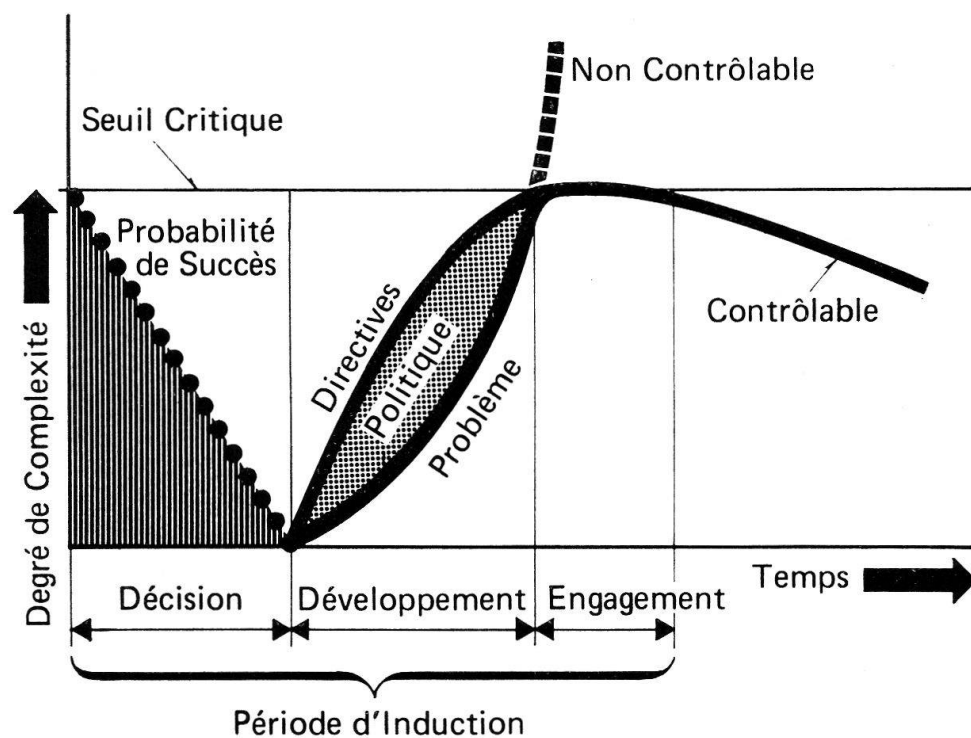 Non Contrôlable
Seuil Critique
Probabilité
de Succès
Directives
Politique
Problème
Contrôlable
Degré de Complexité
Temps
Décision
Développement
Engagement
Période d'Induction